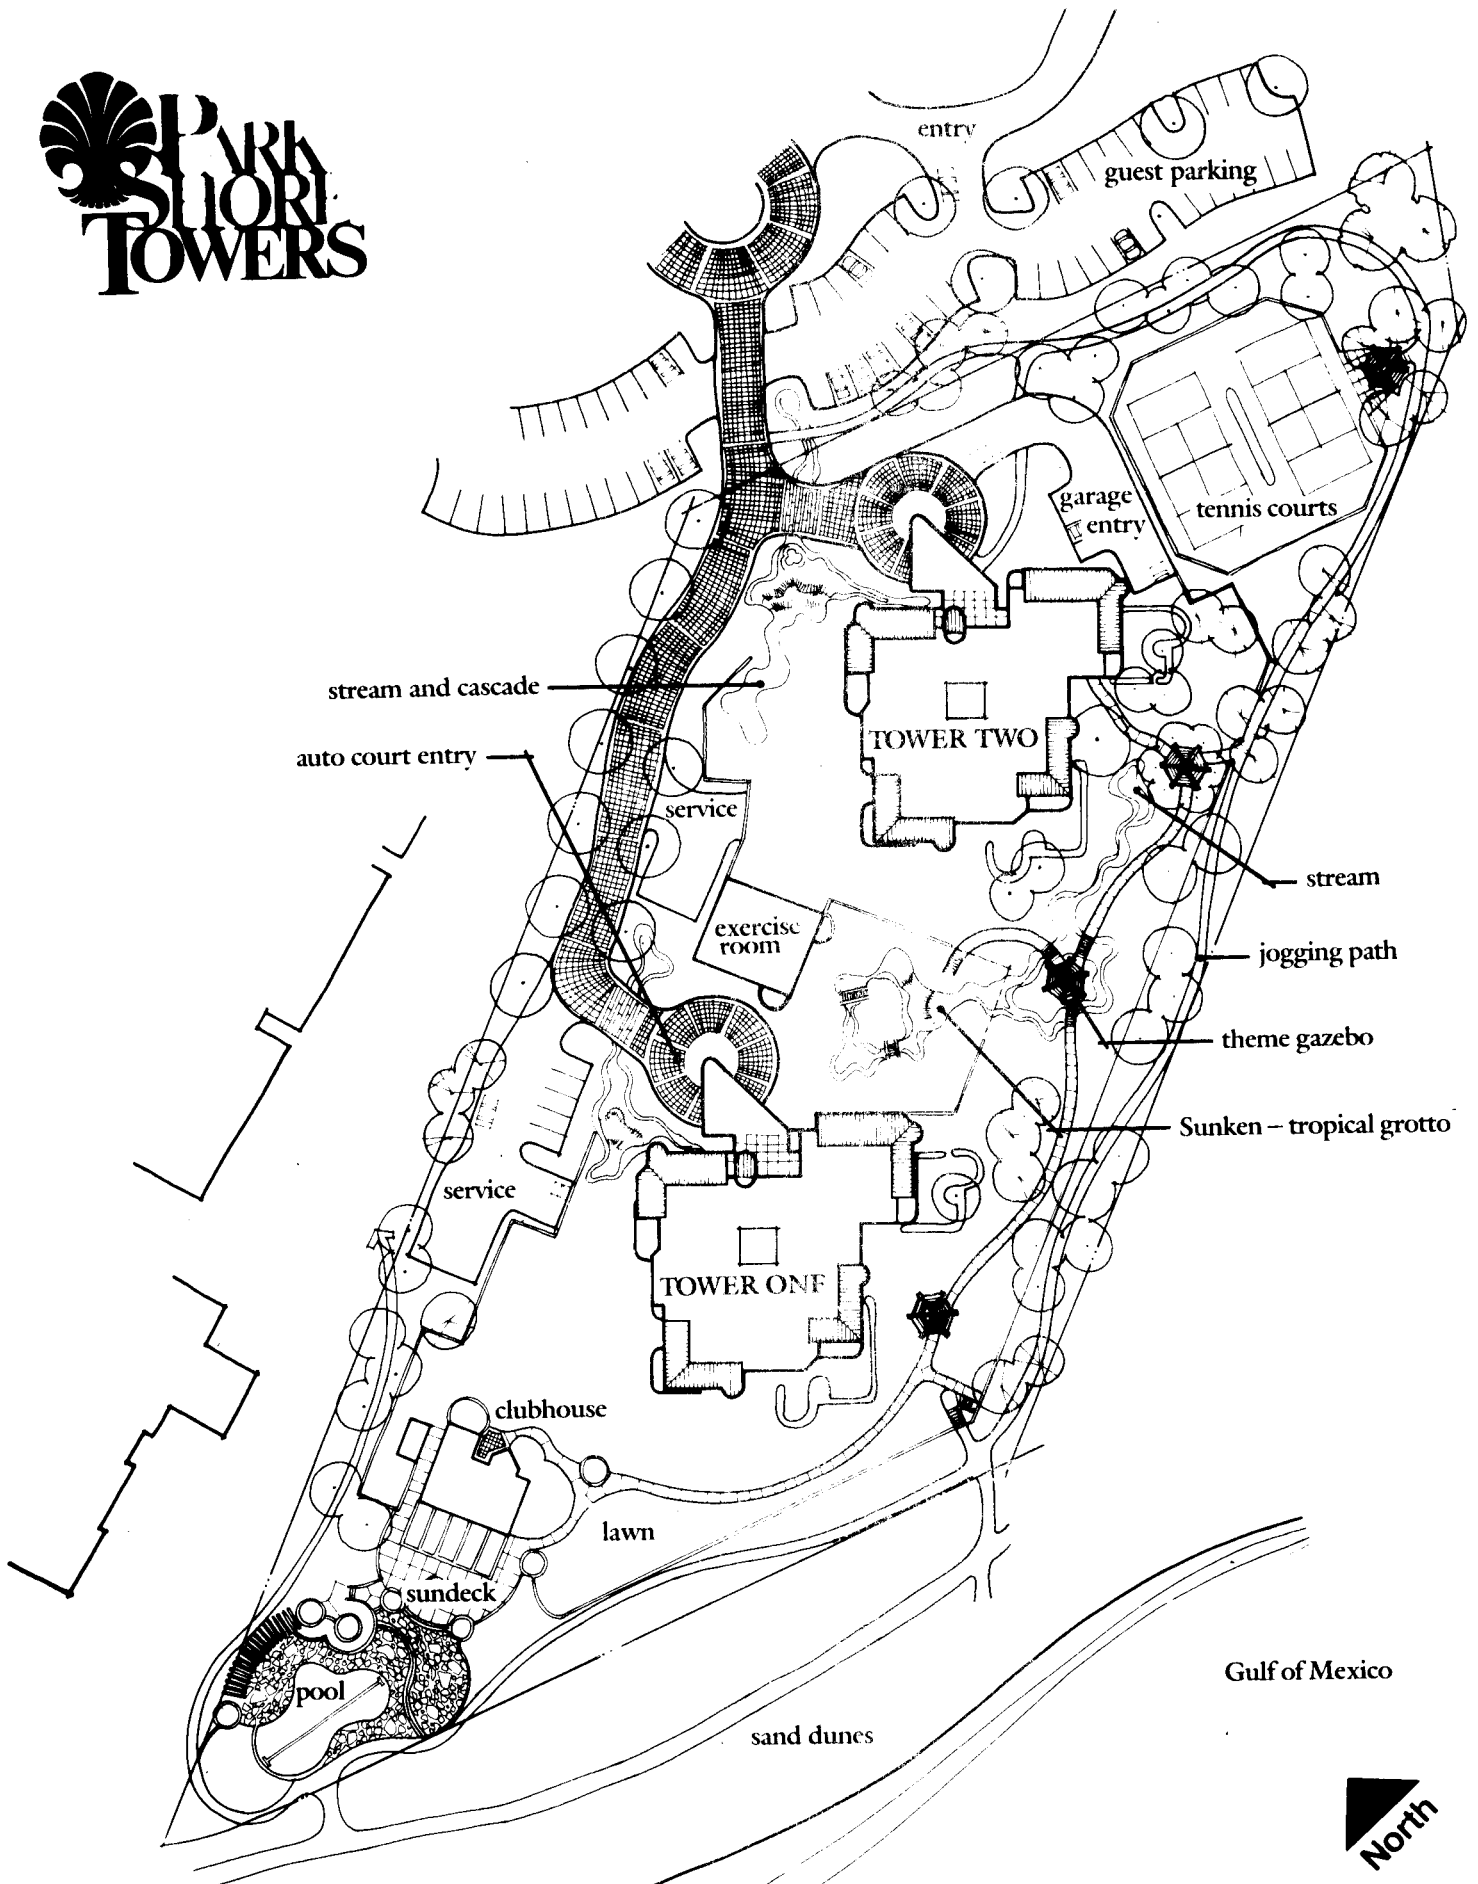 PARK
SHORE
TOWERS
entry
guest parking
garage
entry
tennis courts
stream and cascade
TOWER TWO
auto court entry
service
stream
exercise
room
jogging path
theme gazebo
Sunken – tropical grotto
service
TOWER ONE
clubhouse
lawn
sundeck
pool
Gulf of Mexico
sand dunes
North